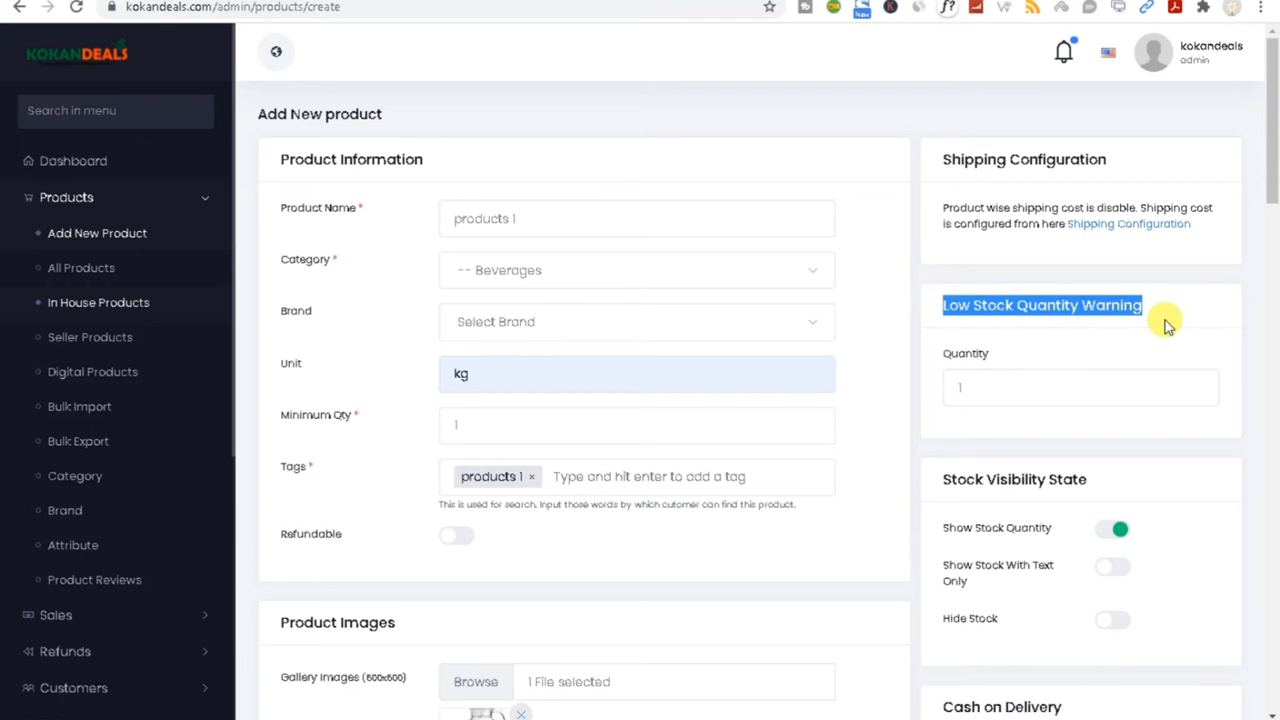 kokandeals.com/admin/products/create
New
KOKANDEALS
kokandeals
admin
Search in menu
Dashboard
Products
Add New Product
All Products
In House Products
Seller Products
Digital Products
Bulk Import
Bulk Export
Category
Brand
Attribute
Product Reviews
Sales
Refunds
Customers
Add New product
Product Information
Product Name *
products 1
Category *
-- Beverages
Brand
Select Brand
Unit
kg
Minimum Qty *
1
Tags *
products 1 × Type and hit enter to add a tag
This is used for search. Input those words by which cutomer can find this product.
Refundable
Product Images
Gallery Images (600x600)
Browse
1 File selected
Shipping Configuration
Product wise shipping cost is disable. Shipping cost
is configured from here Shipping Configuration
Low Stock Quantity Warning
Quantity
1
Stock Visibility State
Show Stock Quantity
Show Stock With Text
Only
Hide Stock
Cash on Delivery